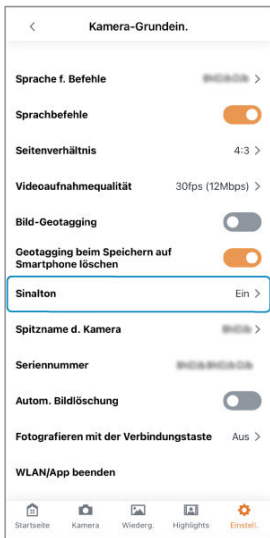 Kamera-Grundein.
Sprache f. Befehle
Sprachbefehle
Seitenverhältnis 4:3
Videoaufnahmequalität 30fps (12Mbps)
Bild-Geotagging
Geotagging beim Speichern auf
Smartphone löschen
Sinalton Ein
Spitzname d. Kamera
Seriennummer
Autom. Bildlöschung
Fotografieren mit der Verbindungstaste Aus
WLAN/App beenden
Startseite Kamera Wiederg. Highlights Einstell.